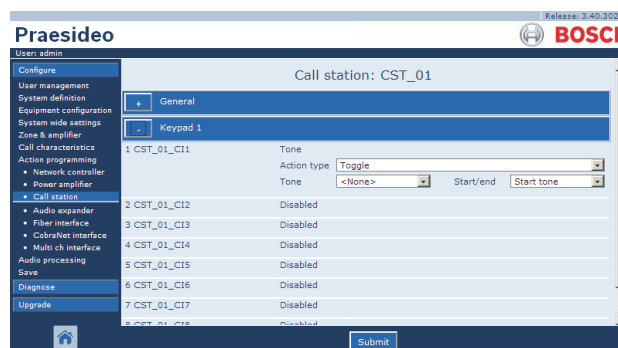 Release: 3.40.302
Praesideo
BOSCH
User: admin
Configure
User management
System definition
Equipment configuration
System wide settings
Zone & amplifier
Call characteristics
Action programming
• Network controller
• Power amplifier
• Call station
• Audio expander
• Fiber interface
• CobraNet interface
• Multi ch interface
Audio processing
Save
Diagnose
Upgrade
Call station: CST_01
+ General
- Keypad 1
1 CST_01_CI1 Tone
Action type Toggle
Tone <None> Start/end Start tone
2 CST_01_CI2 Disabled
3 CST_01_CI3 Disabled
4 CST_01_CI4 Disabled
5 CST_01_CI5 Disabled
6 CST_01_CI6 Disabled
7 CST_01_CI7 Disabled
8 CST_01_CI8 Disabled
Submit